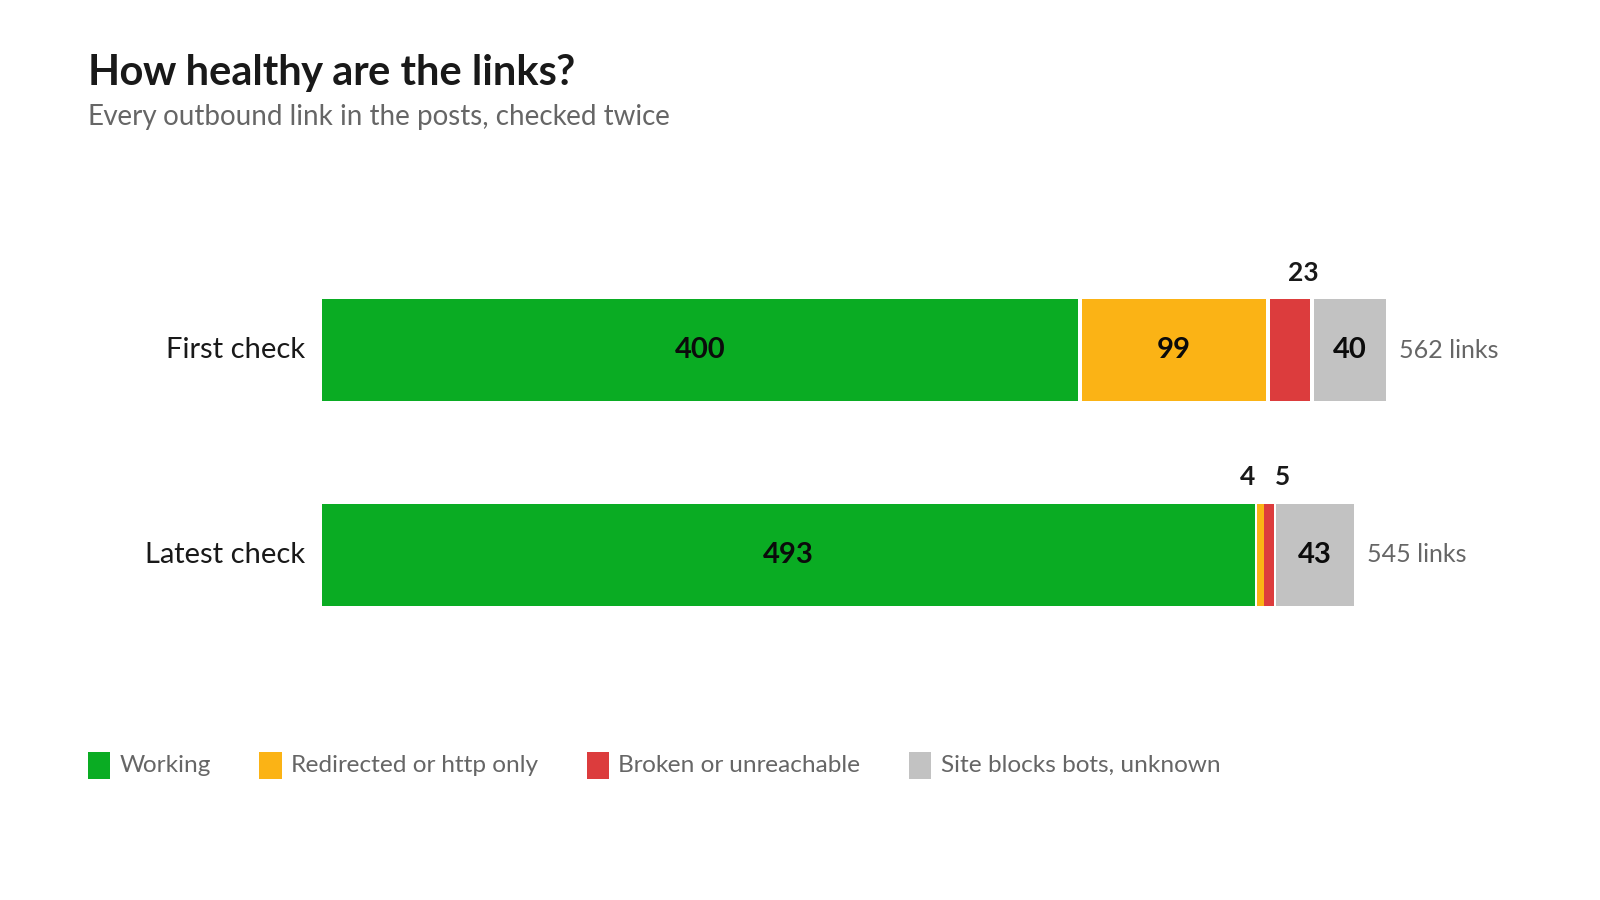 How healthy are the links?
Every outbound link in the posts, checked twice
23
First check 400 99 40 562 links
4 5
Latest check 493 43 545 links
Working Redirected or http only Broken or unreachable Site blocks bots, unknown